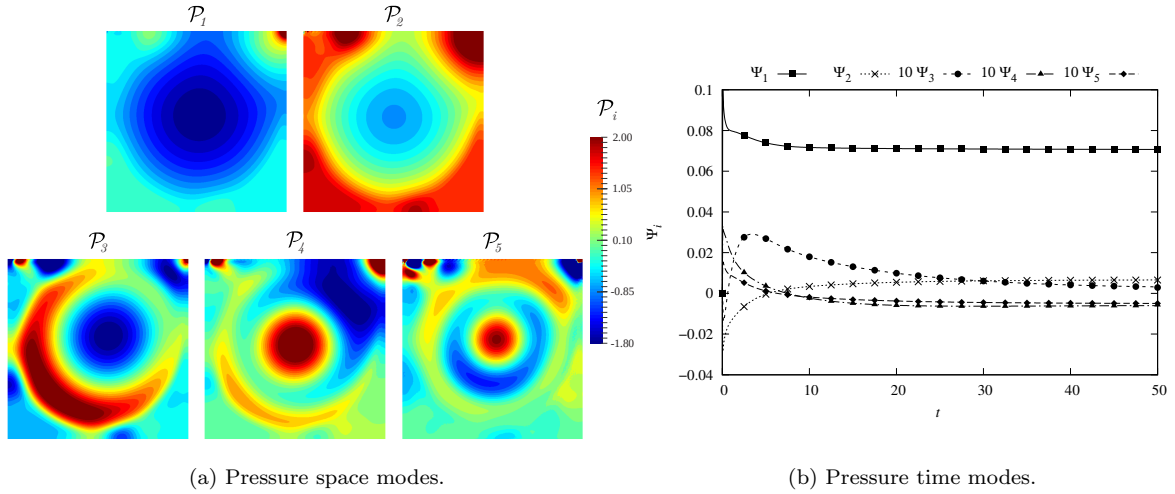 𝒫₁ 𝒫₂
𝒫ᵢ
2.00
1.05
0.10
-0.85
-1.80
𝒫₃ 𝒫₄ 𝒫₅
(a) Pressure space modes.
Ψ₁ Ψ₂ 10 Ψ₃ 10 Ψ₄ 10 Ψ₅
0.1
0.08
0.06
0.04
0.02
0
−0.02
−0.04
Ψᵢ
0 10 20 30 40 50
t
(b) Pressure time modes.